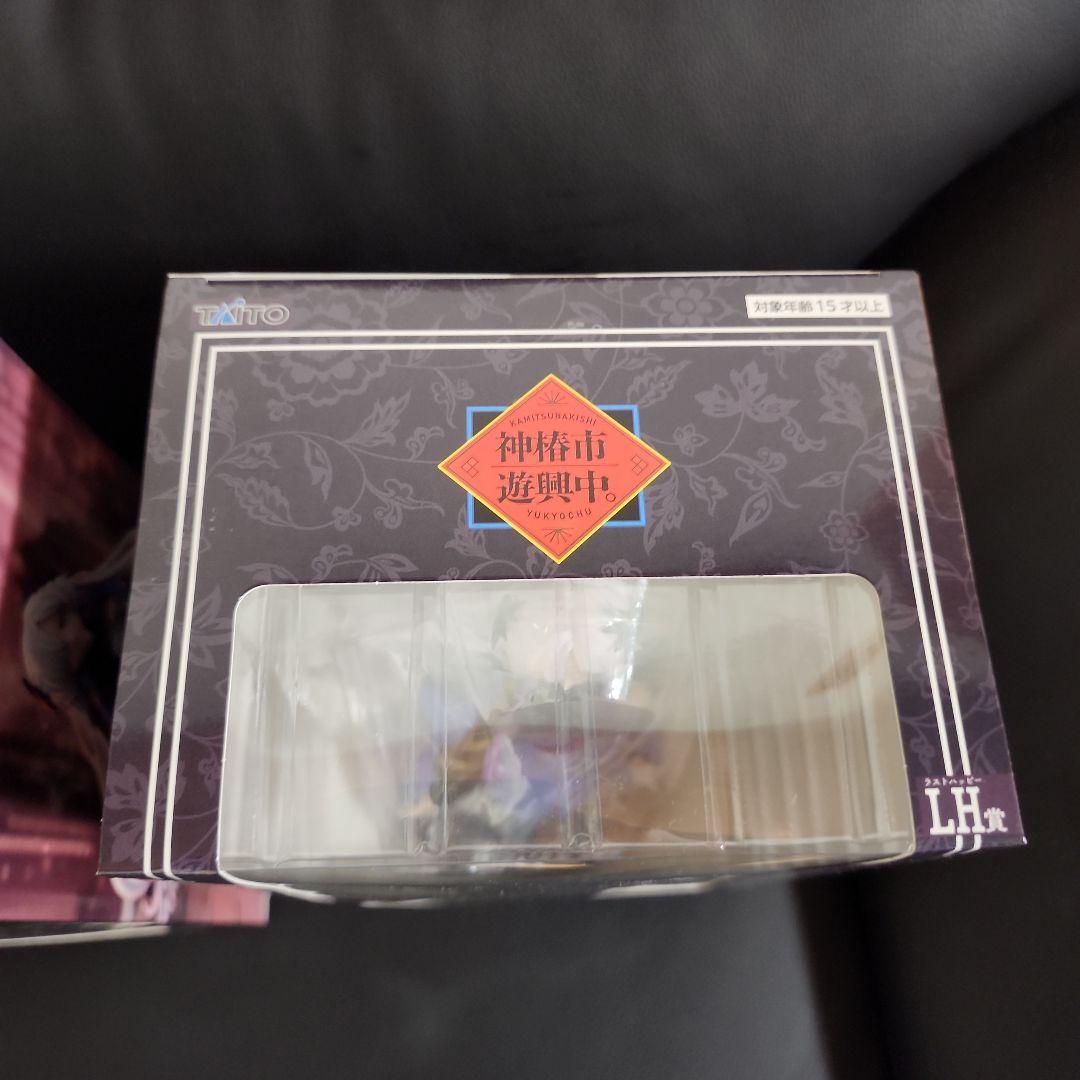 TAiTO
対象年齢15才以上
KAMITSUBAKISHI
神椿市
遊興中。
YUKYOCHU
ラストハッピー
LH賞